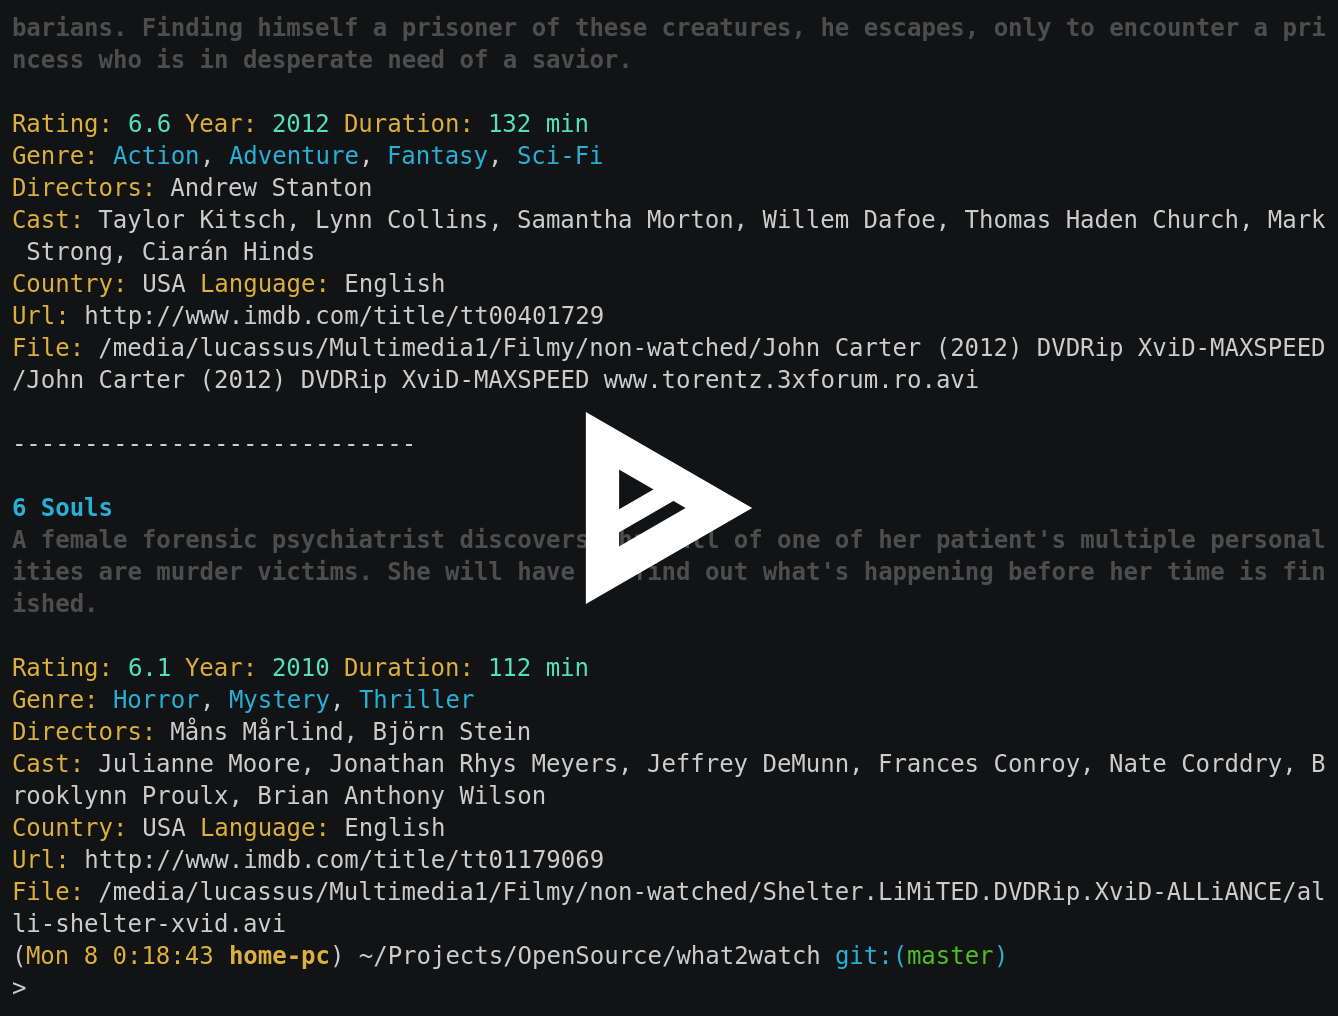 barians. Finding himself a prisoner of these creatures, he escapes, only to encounter a pri
ncess who is in desperate need of a savior.
Rating: 6.6 Year: 2012 Duration: 132 min
Genre: Action, Adventure, Fantasy, Sci-Fi
Directors: Andrew Stanton
Cast: Taylor Kitsch, Lynn Collins, Samantha Morton, Willem Dafoe, Thomas Haden Church, Mark
Strong, Ciarán Hinds
Country: USA Language: English
Url: http://www.imdb.com/title/tt00401729
File: /media/lucassus/Multimedia1/Filmy/non-watched/John Carter (2012) DVDRip XviD-MAXSPEED
/John Carter (2012) DVDRip XviD-MAXSPEED www.torentz.3xforum.ro.avi
----------------------------
6 Souls
A female forensic psychiatrist discovers of one of her patient's multiple personal
ities are murder victims. She will have find out what's happening before her time is fin
ished.
Rating: 6.1 Year: 2010 Duration: 112 min
Genre: Horror, Mystery, Thriller
Directors: Måns Mårlind, Björn Stein
Cast: Julianne Moore, Jonathan Rhys Meyers, Jeffrey DeMunn, Frances Conroy, Nate Corddry, B
rooklynn Proulx, Brian Anthony Wilson
Country: USA Language: English
Url: http://www.imdb.com/title/tt01179069
File: /media/lucassus/Multimedia1/Filmy/non-watched/Shelter.LiMiTED.DVDRip.XviD-ALLiANCE/al
li-shelter-xvid.avi
(Mon 8 0:18:43 home-pc) ~/Projects/OpenSource/what2watch git:(master)
>